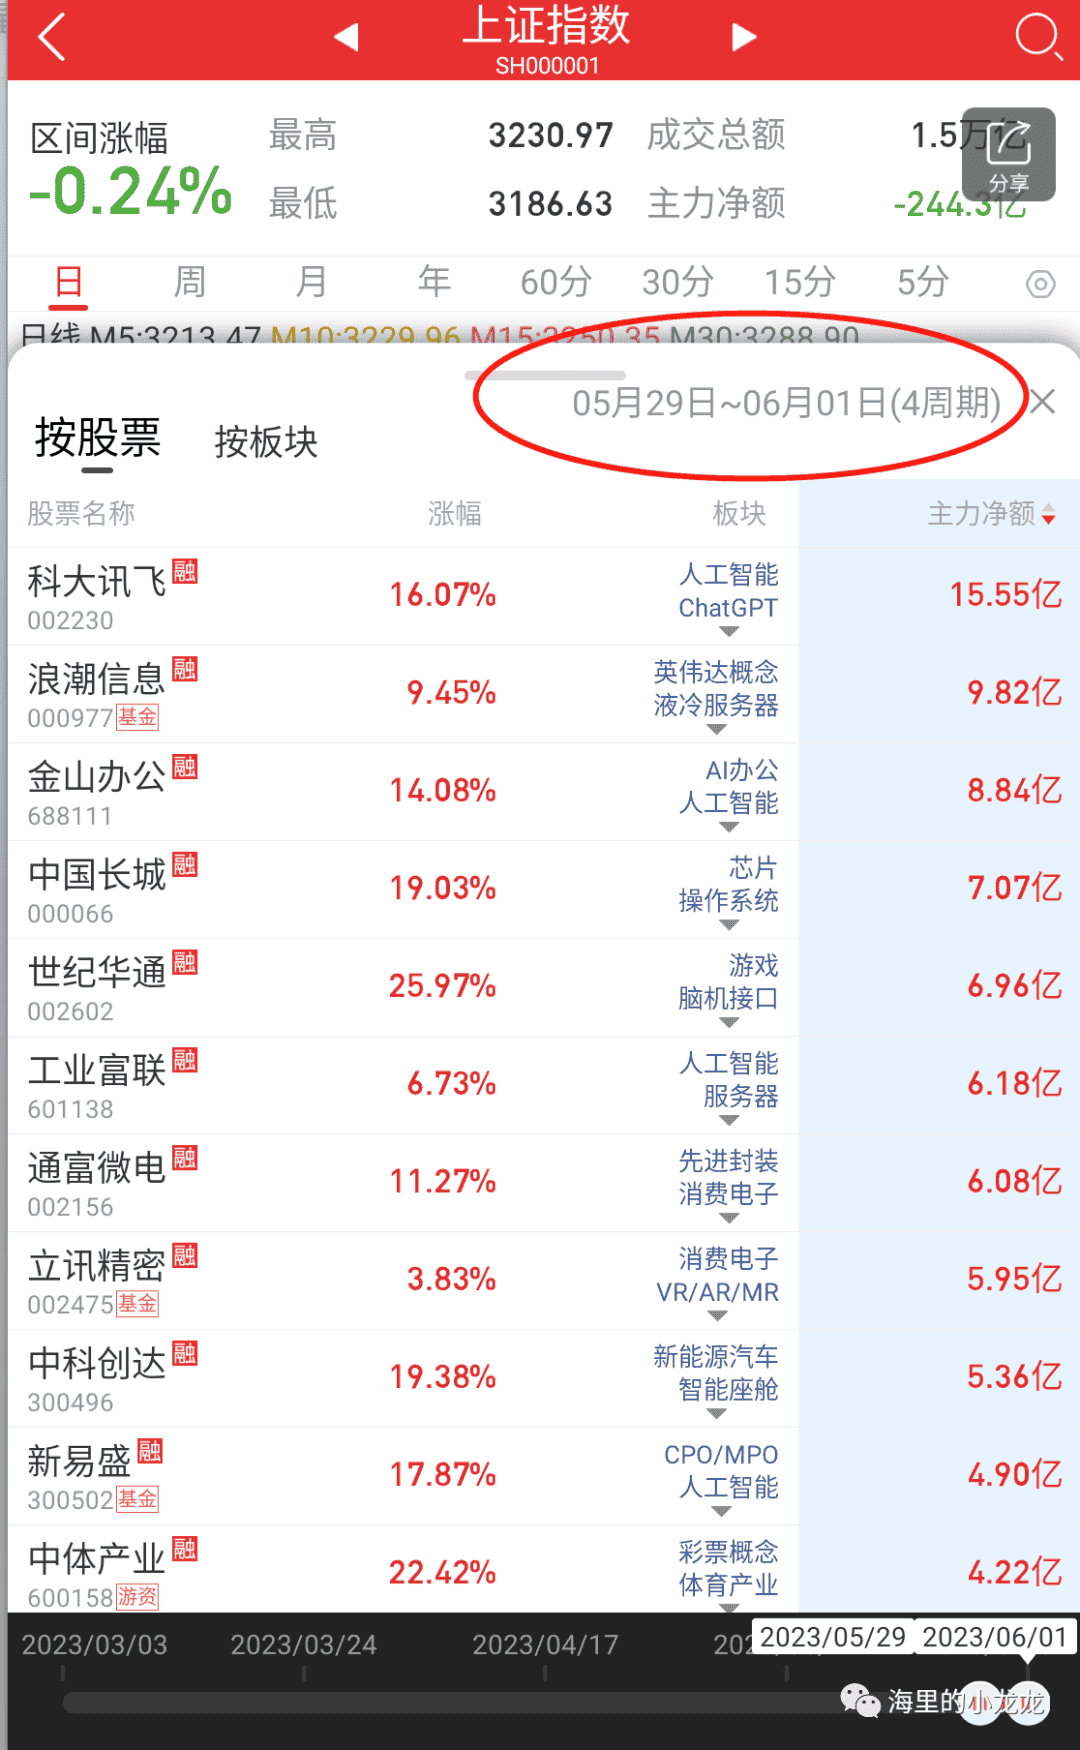 上证指数
SH000001
区间涨幅
-0.24%
最高 3230.97 成交总额 1.5万亿
最低 3186.63 主力净额 -244.3亿
分享
日 周 月 年 60分 30分 15分 5分
日线 M5:3213.47 M10:3229.96 M15:3250.35 M30:3288.90
05月29日~06月01日(4周期)
按股票 按板块
股票名称 涨幅 板块 主力净额
科大讯飞 融
002230
16.07%
人工智能
ChatGPT
15.55亿
浪潮信息 融
000977 基金
9.45%
英伟达概念
液冷服务器
9.82亿
金山办公 融
688111
14.08%
AI办公
人工智能
8.84亿
中国长城 融
000066
19.03%
芯片
操作系统
7.07亿
世纪华通 融
002602
25.97%
游戏
脑机接口
6.96亿
工业富联 融
601138
6.73%
人工智能
服务器
6.18亿
通富微电 融
002156
11.27%
先进封装
消费电子
6.08亿
立讯精密 融
002475 基金
3.83%
消费电子
VR/AR/MR
5.95亿
中科创达 融
300496
19.38%
新能源汽车
智能座舱
5.36亿
新易盛 融
300502 基金
17.87%
CPO/MPO
人工智能
4.90亿
中体产业 融
600158 游资
22.42%
彩票概念
体育产业
4.22亿
2023/03/03 2023/03/24 2023/04/17 2023/05/29 2023/06/01
海里的小龙龙